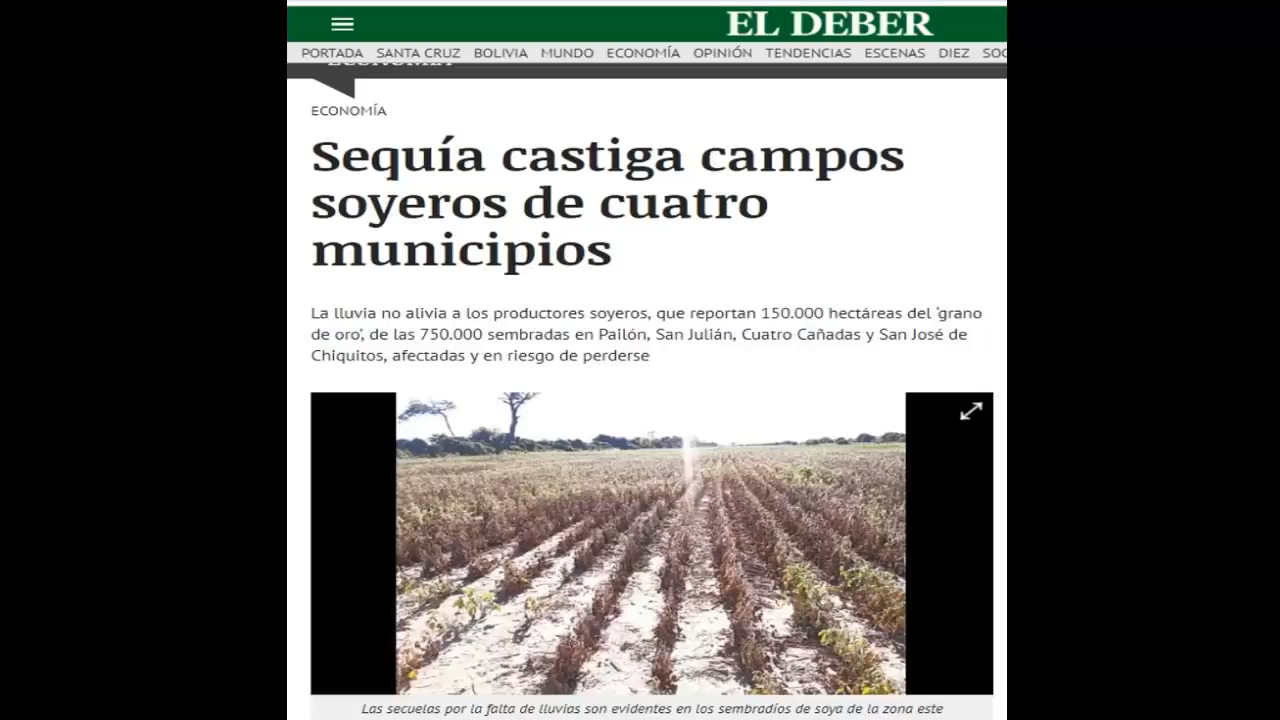 EL DEBER
PORTADA SANTA CRUZ BOLIVIA MUNDO ECONOMÍA OPINIÓN TENDENCIAS ESCENAS DIEZ SOC
ECONOMÍA
Sequía castiga campos
soyeros de cuatro
municipios
La lluvia no alivia a los productores soyeros, que reportan 150.000 hectáreas del ‘grano
de oro’, de las 750.000 sembradas en Pailón, San Julián, Cuatro Cañadas y San José de
Chiquitos, afectadas y en riesgo de perderse
Las secuelas por la falta de lluvias son evidentes en los sembradíos de soya de la zona este